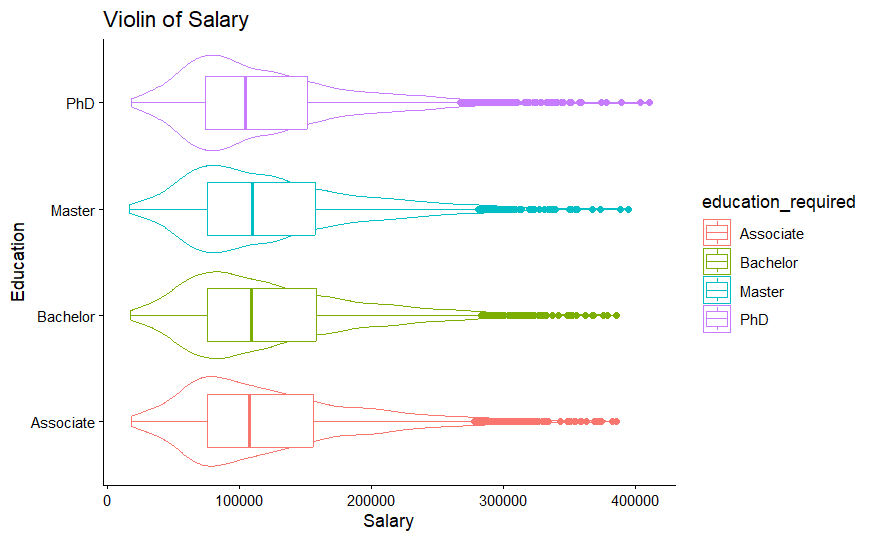 Violin of Salary
PhD
Master
Bachelor
Associate
Education
0 100000 200000 300000 400000
Salary
education_required
Associate
Bachelor
Master
PhD